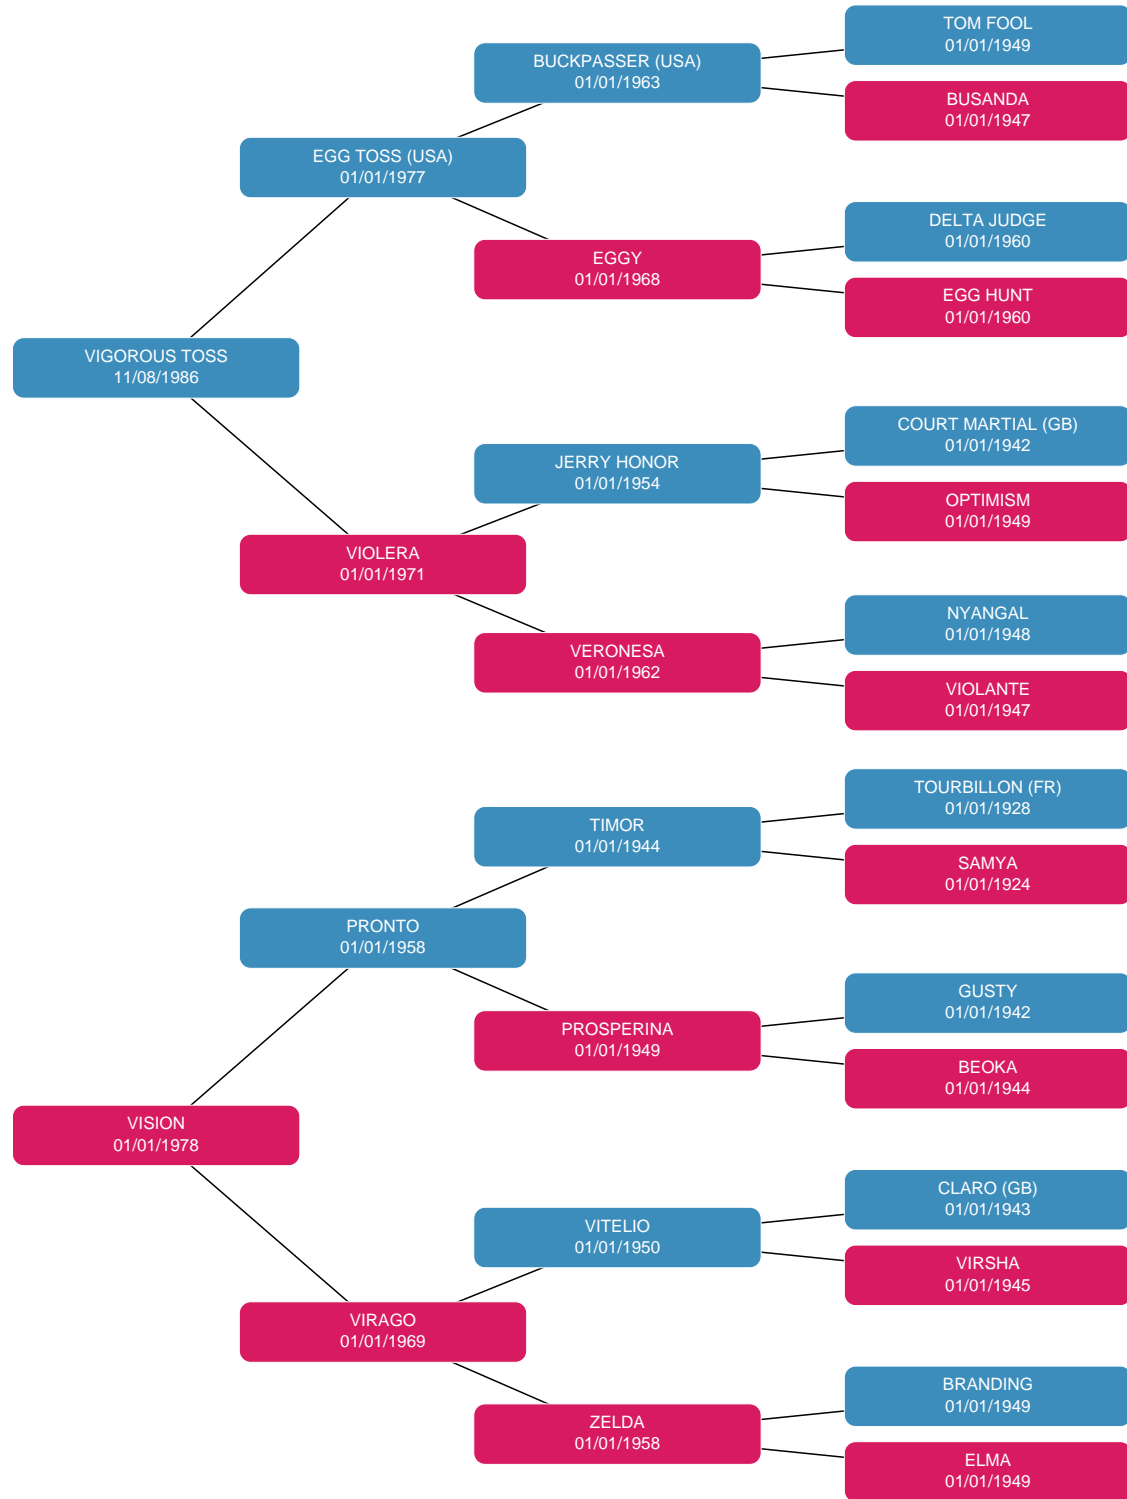 TOM FOOL
01/01/1949
BUCKPASSER (USA)
01/01/1963
BUSANDA
01/01/1947
EGG TOSS (USA)
01/01/1977
DELTA JUDGE
01/01/1960
EGGY
01/01/1968
EGG HUNT
01/01/1960
VIGOROUS TOSS
11/08/1986
COURT MARTIAL (GB)
01/01/1942
JERRY HONOR
01/01/1954
OPTIMISM
01/01/1949
VIOLERA
01/01/1971
NYANGAL
01/01/1948
VERONESA
01/01/1962
VIOLANTE
01/01/1947
TOURBILLON (FR)
01/01/1928
TIMOR
01/01/1944
SAMYA
01/01/1924
PRONTO
01/01/1958
GUSTY
01/01/1942
PROSPERINA
01/01/1949
BEOKA
01/01/1944
VISION
01/01/1978
CLARO (GB)
01/01/1943
VITELIO
01/01/1950
VIRSHA
01/01/1945
VIRAGO
01/01/1969
BRANDING
01/01/1949
ZELDA
01/01/1958
ELMA
01/01/1949